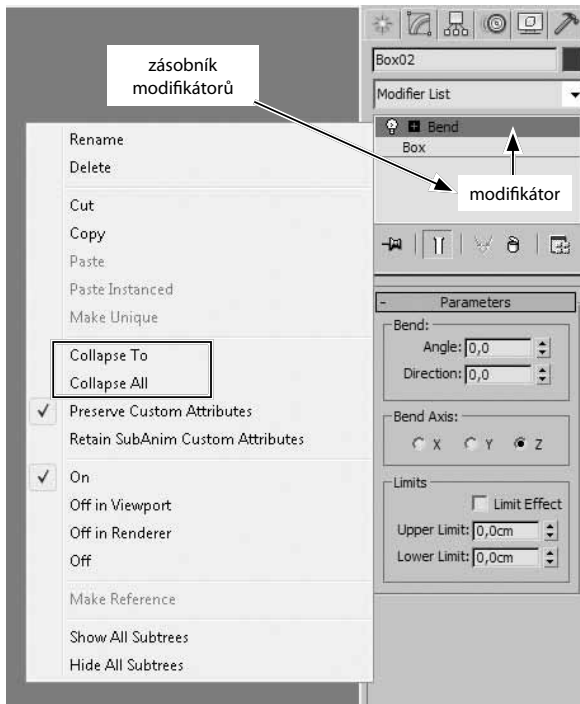 Box02
zásobník
modifikátorů
Modifier List
Bend
Box
modifikátor
Rename
Delete
Cut
Copy
Paste
Paste Instanced
Make Unique
Collapse To
Collapse All
Preserve Custom Attributes
Retain SubAnim Custom Attributes
On
Off in Viewport
Off in Renderer
Off
Make Reference
Show All Subtrees
Hide All Subtrees
- Parameters
Bend:
Angle: 0,0
Direction: 0,0
Bend Axis:
X Y Z
Limits
Limit Effect
Upper Limit: 0,0cm
Lower Limit: 0,0cm